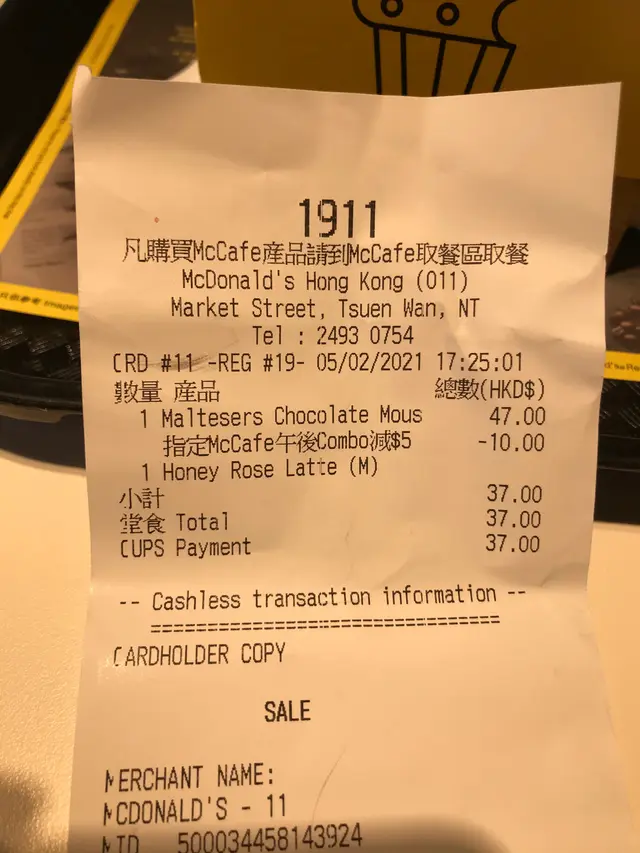 1911
凡購買McCafe産品請到McCafe取餐區取餐
McDonald's Hong Kong (011)
Market Street, Tsuen Wan, NT
Tel : 2493 0754
CRD #11 -REG #19- 05/02/2021 17:25:01
數量 産品 總數(HKD$)
1 Maltesers Chocolate Mous 47.00
指定McCafe午後Combo減$5 -10.00
1 Honey Rose Latte (M)
小計 37.00
堂食 Total 37.00
CUPS Payment 37.00
-- Cashless transaction information --
================================
CARDHOLDER COPY
SALE
MERCHANT NAME:
MCDONALD'S - 11
MID 500034458143924